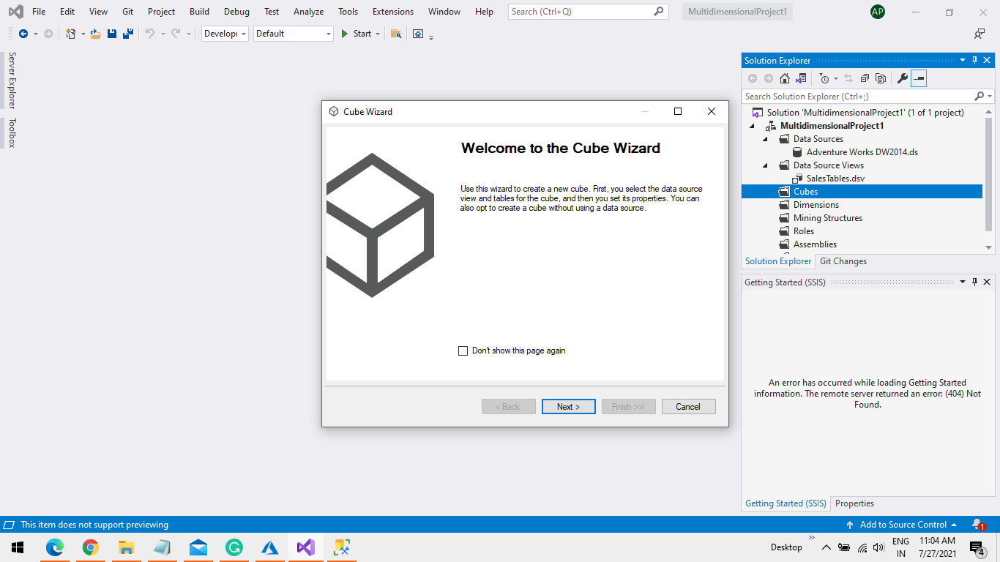 File Edit View Git Project Build Debug Test Analyze Tools Extensions Window Help Search (Ctrl+Q) MultidimensionalProject1 AP
Developı Default Start
Server Explorer
Toolbox
Solution Explorer
Search Solution Explorer (Ctrl+;)
Solution 'MultidimensionalProject1' (1 of 1 project)
MultidimensionalProject1
Data Sources
Adventure Works DW2014.ds
Data Source Views
SalesTables.dsv
Cubes
Dimensions
Mining Structures
Roles
Assemblies
Solution Explorer Git Changes
Cube Wizard
Welcome to the Cube Wizard
Use this wizard to create a new cube. First, you select the data source
view and tables for the cube, and then you set its properties. You can
also opt to create a cube without using a data source.
Don't show this page again
< Back Next > Finish >>| Cancel
Getting Started (SSIS)
An error has occurred while loading Getting Started
information. The remote server returned an error: (404) Not
Found.
Getting Started (SSIS) Properties
This item does not support previewing Add to Source Control 1
Desktop ENG 11:04 AM
IN 7/27/2021 4